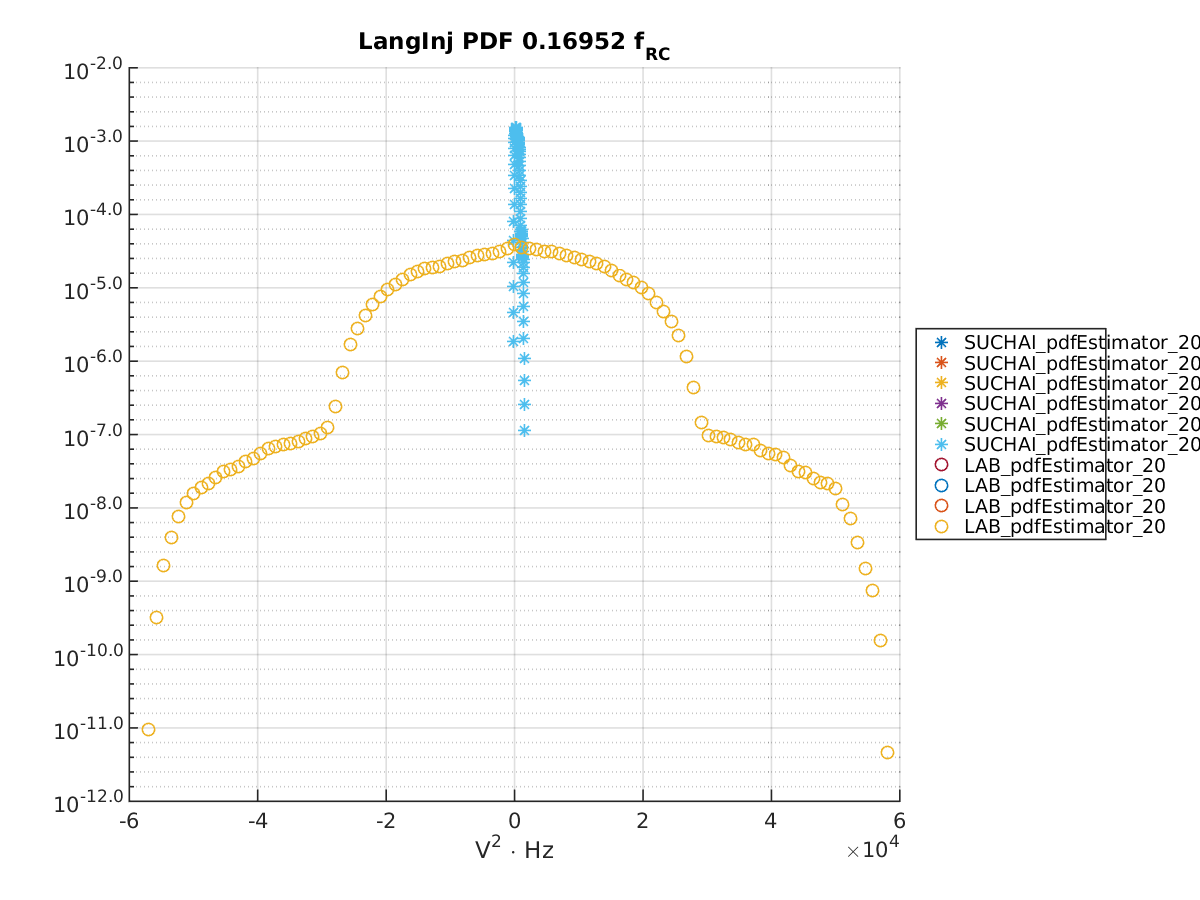 LangInj PDF 0.16952 f_RC
10^-2.0
10^-3.0
10^-4.0
10^-5.0
10^-6.0
10^-7.0
10^-8.0
10^-9.0
10^-10.0
10^-11.0
10^-12.0
-6 -4 -2 0 2 4 6
V^2 · Hz
×10^4
SUCHAI_pdfEstimator_20
SUCHAI_pdfEstimator_20
SUCHAI_pdfEstimator_20
SUCHAI_pdfEstimator_20
SUCHAI_pdfEstimator_20
SUCHAI_pdfEstimator_20
LAB_pdfEstimator_20
LAB_pdfEstimator_20
LAB_pdfEstimator_20
LAB_pdfEstimator_20